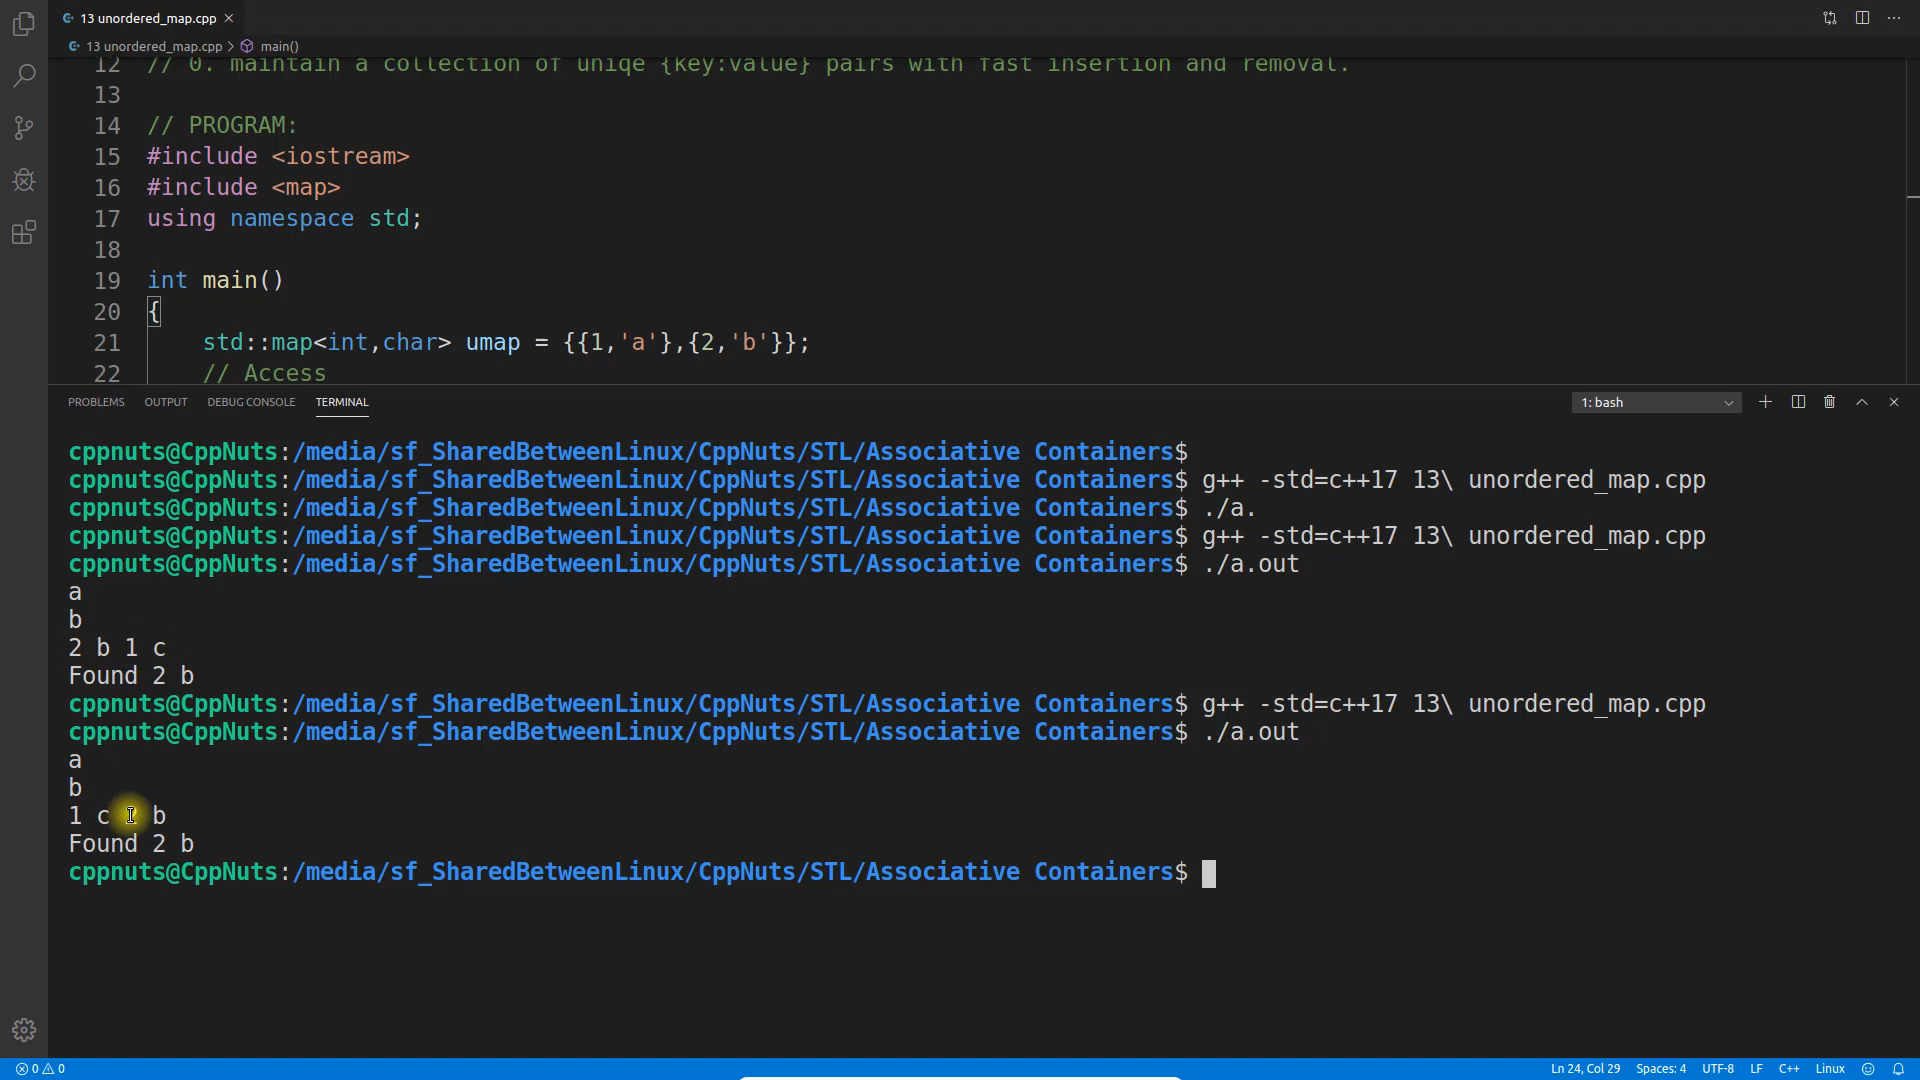 13 unordered_map.cpp
13 unordered_map.cpp > main()
12 // 0. maintain a collection of uniqe {key:value} pairs with fast insertion and removal.
13
14 // PROGRAM:
15 #include <iostream>
16 #include <map>
17 using namespace std;
18
19 int main()
20 {
21 std::map<int,char> umap = {{1,'a'},{2,'b'}};
22 // Access
PROBLEMS OUTPUT DEBUG CONSOLE TERMINAL 1: bash
cppnuts@CppNuts:/media/sf_SharedBetweenLinux/CppNuts/STL/Associative Containers$
cppnuts@CppNuts:/media/sf_SharedBetweenLinux/CppNuts/STL/Associative Containers$ g++ -std=c++17 13\ unordered_map.cpp
cppnuts@CppNuts:/media/sf_SharedBetweenLinux/CppNuts/STL/Associative Containers$ ./a.
cppnuts@CppNuts:/media/sf_SharedBetweenLinux/CppNuts/STL/Associative Containers$ g++ -std=c++17 13\ unordered_map.cpp
cppnuts@CppNuts:/media/sf_SharedBetweenLinux/CppNuts/STL/Associative Containers$ ./a.out
a
b
2 b 1 c
Found 2 b
cppnuts@CppNuts:/media/sf_SharedBetweenLinux/CppNuts/STL/Associative Containers$ g++ -std=c++17 13\ unordered_map.cpp
cppnuts@CppNuts:/media/sf_SharedBetweenLinux/CppNuts/STL/Associative Containers$ ./a.out
a
b
1 c b
Found 2 b
cppnuts@CppNuts:/media/sf_SharedBetweenLinux/CppNuts/STL/Associative Containers$
0 0 Ln 24, Col 29 Spaces: 4 UTF-8 LF C++ Linux